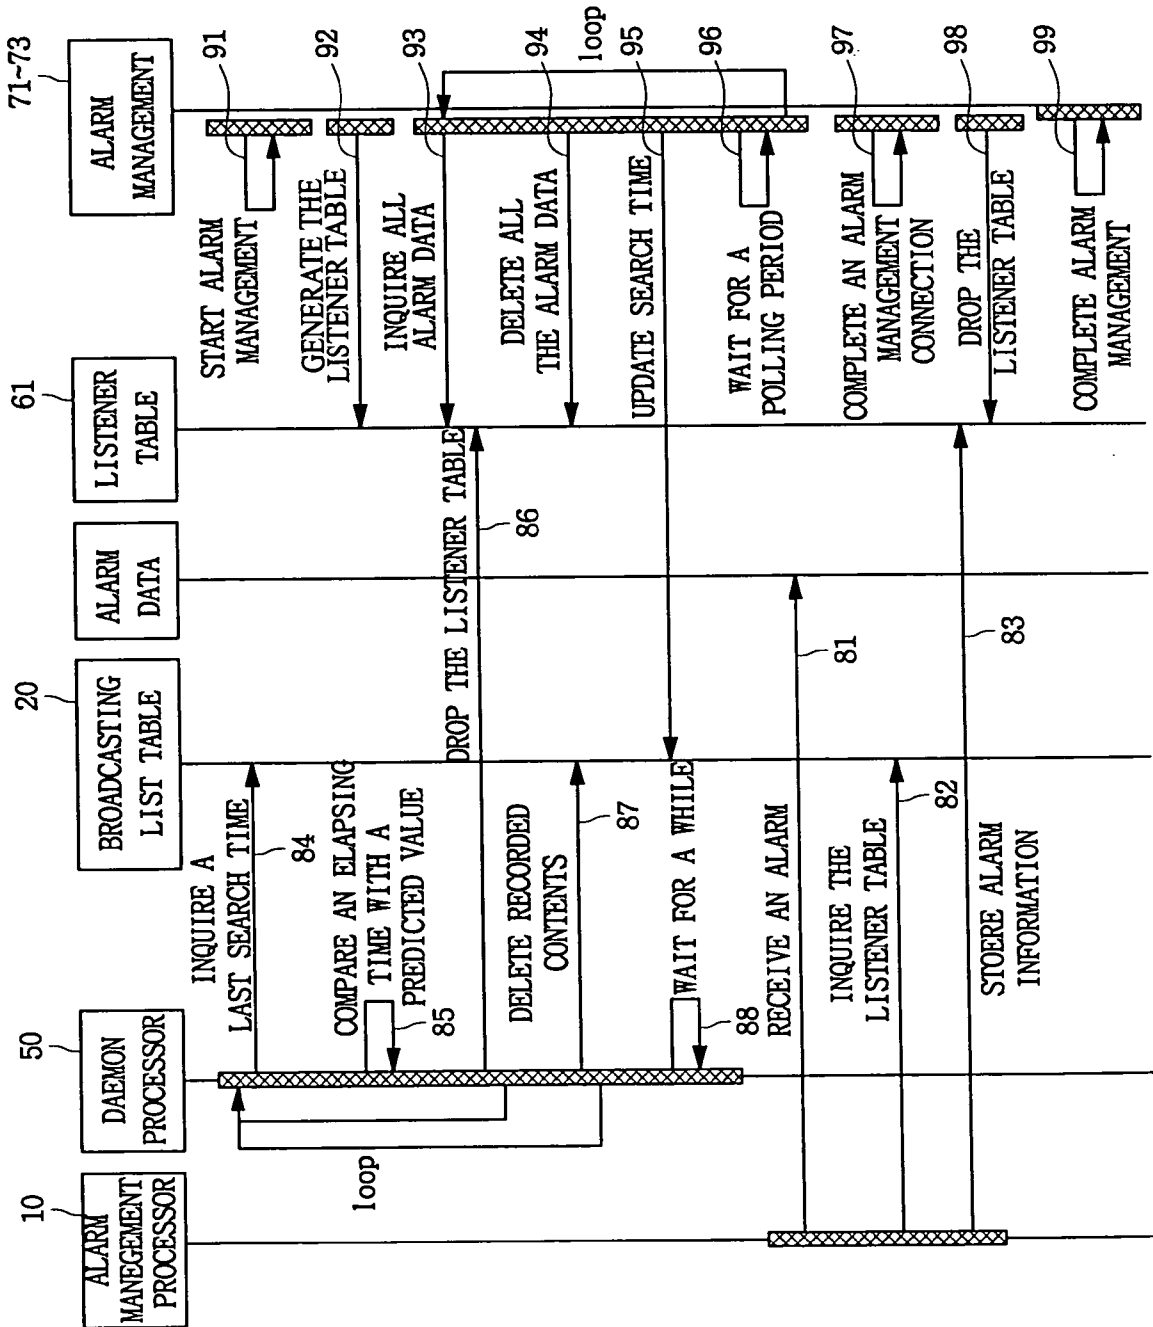 10
ALARM
MANEGEMENT
PROCESSOR
50
DAEMON
PROCESSOR
20
BROADCASTING
LIST TABLE
ALARM
DATA
61
LISTENER
TABLE
71~73
ALARM
MANAGEMENT
loop
INQUIRE A
LAST SEARCH TIME
84
COMPARE AN ELAPSING
TIME WITH A
PREDICTED VALUE
85
DROP THE LISTENER TABLE
86
DELETE RECORDED
CONTENTS
87
WAIT FOR A WHILE
88
RECEIVE AN ALARM
81
INQUIRE THE
LISTENER TABLE
82
STOERE ALARM
INFORMATION
83
START ALARM
MANAGEMENT
91
GENERATE THE
LISTENER TABLE
92
INQUIRE ALL
ALARM DATA
93
DELETE ALL
THE ALARM DATA
94
UPDATE SEARCH TIME
95
WAIT FOR A
POLLING PERIOD
96
loop
COMPLETE AN ALARM
MANAGEMENT
CONNECTION
97
DROP THE
LISTENER TABLE
98
COMPLETE ALARM
MANAGEMENT
99